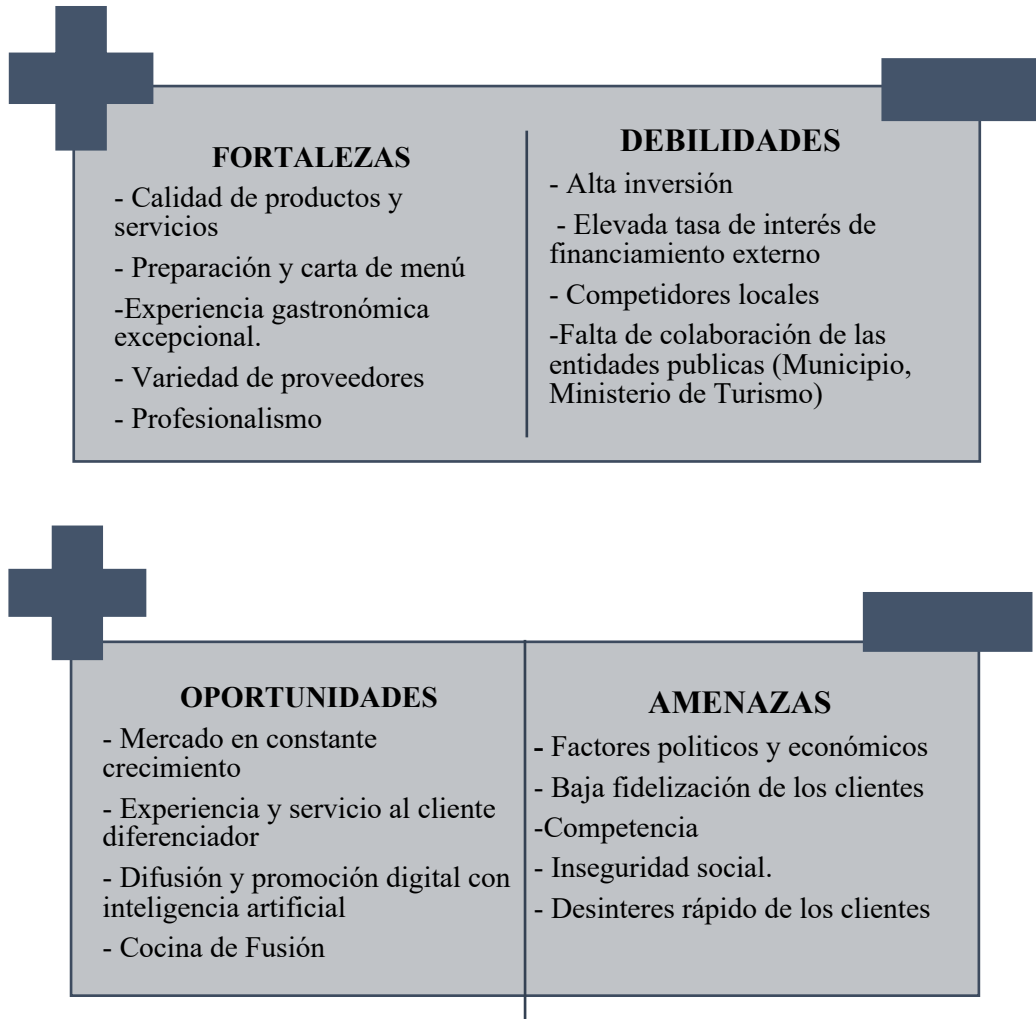 FORTALEZAS
- Calidad de productos y
servicios
- Preparación y carta de menú
-Experiencia gastronómica
excepcional.
- Variedad de proveedores
- Profesionalismo
DEBILIDADES
- Alta inversión
- Elevada tasa de interés de
financiamiento externo
- Competidores locales
-Falta de colaboración de las
entidades publicas (Municipio,
Ministerio de Turismo)
OPORTUNIDADES
- Mercado en constante
crecimiento
- Experiencia y servicio al cliente
diferenciador
- Difusión y promoción digital con
inteligencia artificial
- Cocina de Fusión
AMENAZAS
- Factores politicos y económicos
- Baja fidelización de los clientes
-Competencia
- Inseguridad social.
- Desinteres rápido de los clientes